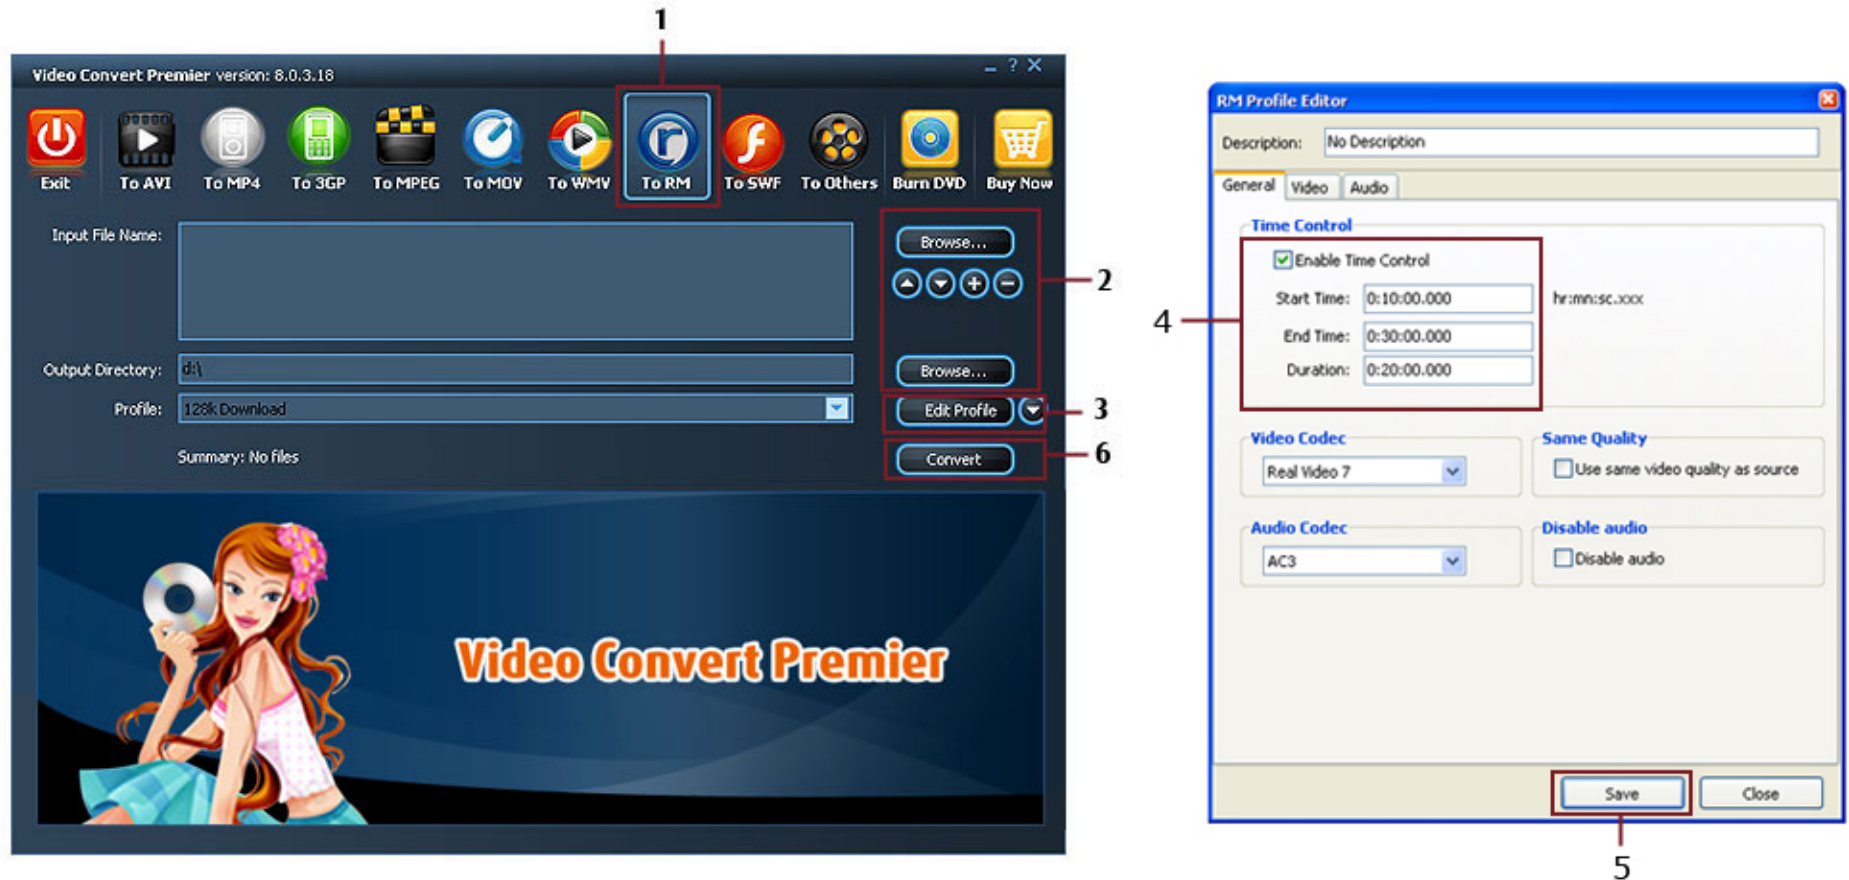 1
Video Convert Premier version: 8.0.3.18
Exit To AVI To MP4 To 3GP To MPEG To MOV To WMV To RM To SWF To Others Burn DVD Buy Now
Input File Name:
Browse...
2
Output Directory: d:\ Browse...
Profile: 128k Download Edit Profile 3
Summary: No files Convert 6
Video Convert Premier
RM Profile Editor
Description: No Description
General Video Audio
Time Control
Enable Time Control
Start Time: 0:10:00.000 hr:mn:sc.xxx
4
End Time: 0:30:00.000
Duration: 0:20:00.000
Video Codec Same Quality
Real Video 7 Use same video quality as source
Audio Codec Disable audio
AC3 Disable audio
Save Close
5